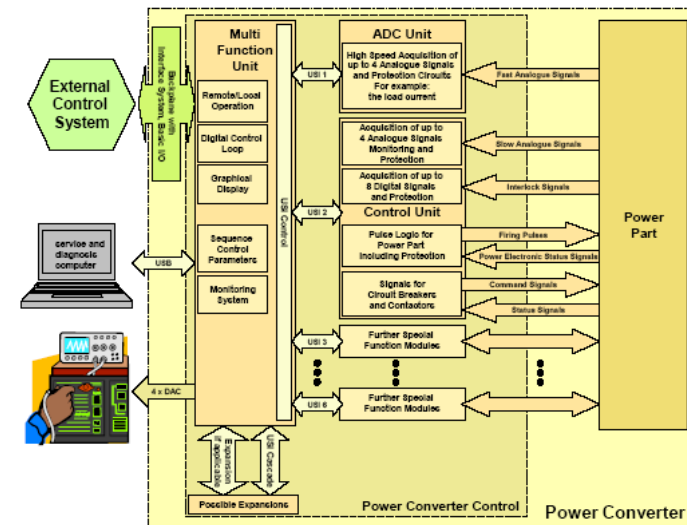 Multi
Function
Unit
Remote/Local
Operation
Digital Control
Loop
Graphical
Display
Sequence
Control
Parameters
Monitoring
System
USI Control
External
Control
System
Backplane with
Interface System, Basic I/O
service and
diagnosis
computer
USB
4 x DAC
ADC Unit
High Speed Acquisition of
up to 4 Analogue Signals
and Protection Circuits
For example:
the load current
USI 1
Fast Analogue Signals
Acquisition of up to
4 Analogue Signals
Monitoring and
Protection
Slow Analogue Signals
Acquisition of up to
8 Digital Signals
and Protection
Interlock Signals
USI 2
Control Unit
Pulse Logic for
Power Part
Including Protection
Firing Pulses
Power Electronic Status Signals
Signals for
Circuit Breakers
and Contactors
Command Signals
Status Signals
USI 3
Further Special
Function Modules
USI 6
Further Special
Function Modules
Power
Part
Expansion
if applicable
USI Cascade
Possible Expansions
Power Converter Control
Power Converter